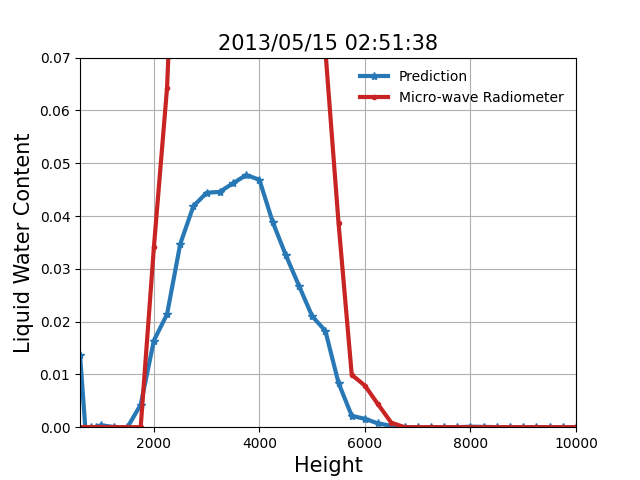 2013/05/15 02:51:38
Liquid Water Content
0.07
0.06
0.05
0.04
0.03
0.02
0.01
0.00
Prediction
Micro-wave Radiometer
2000 4000 6000 8000 10000
Height